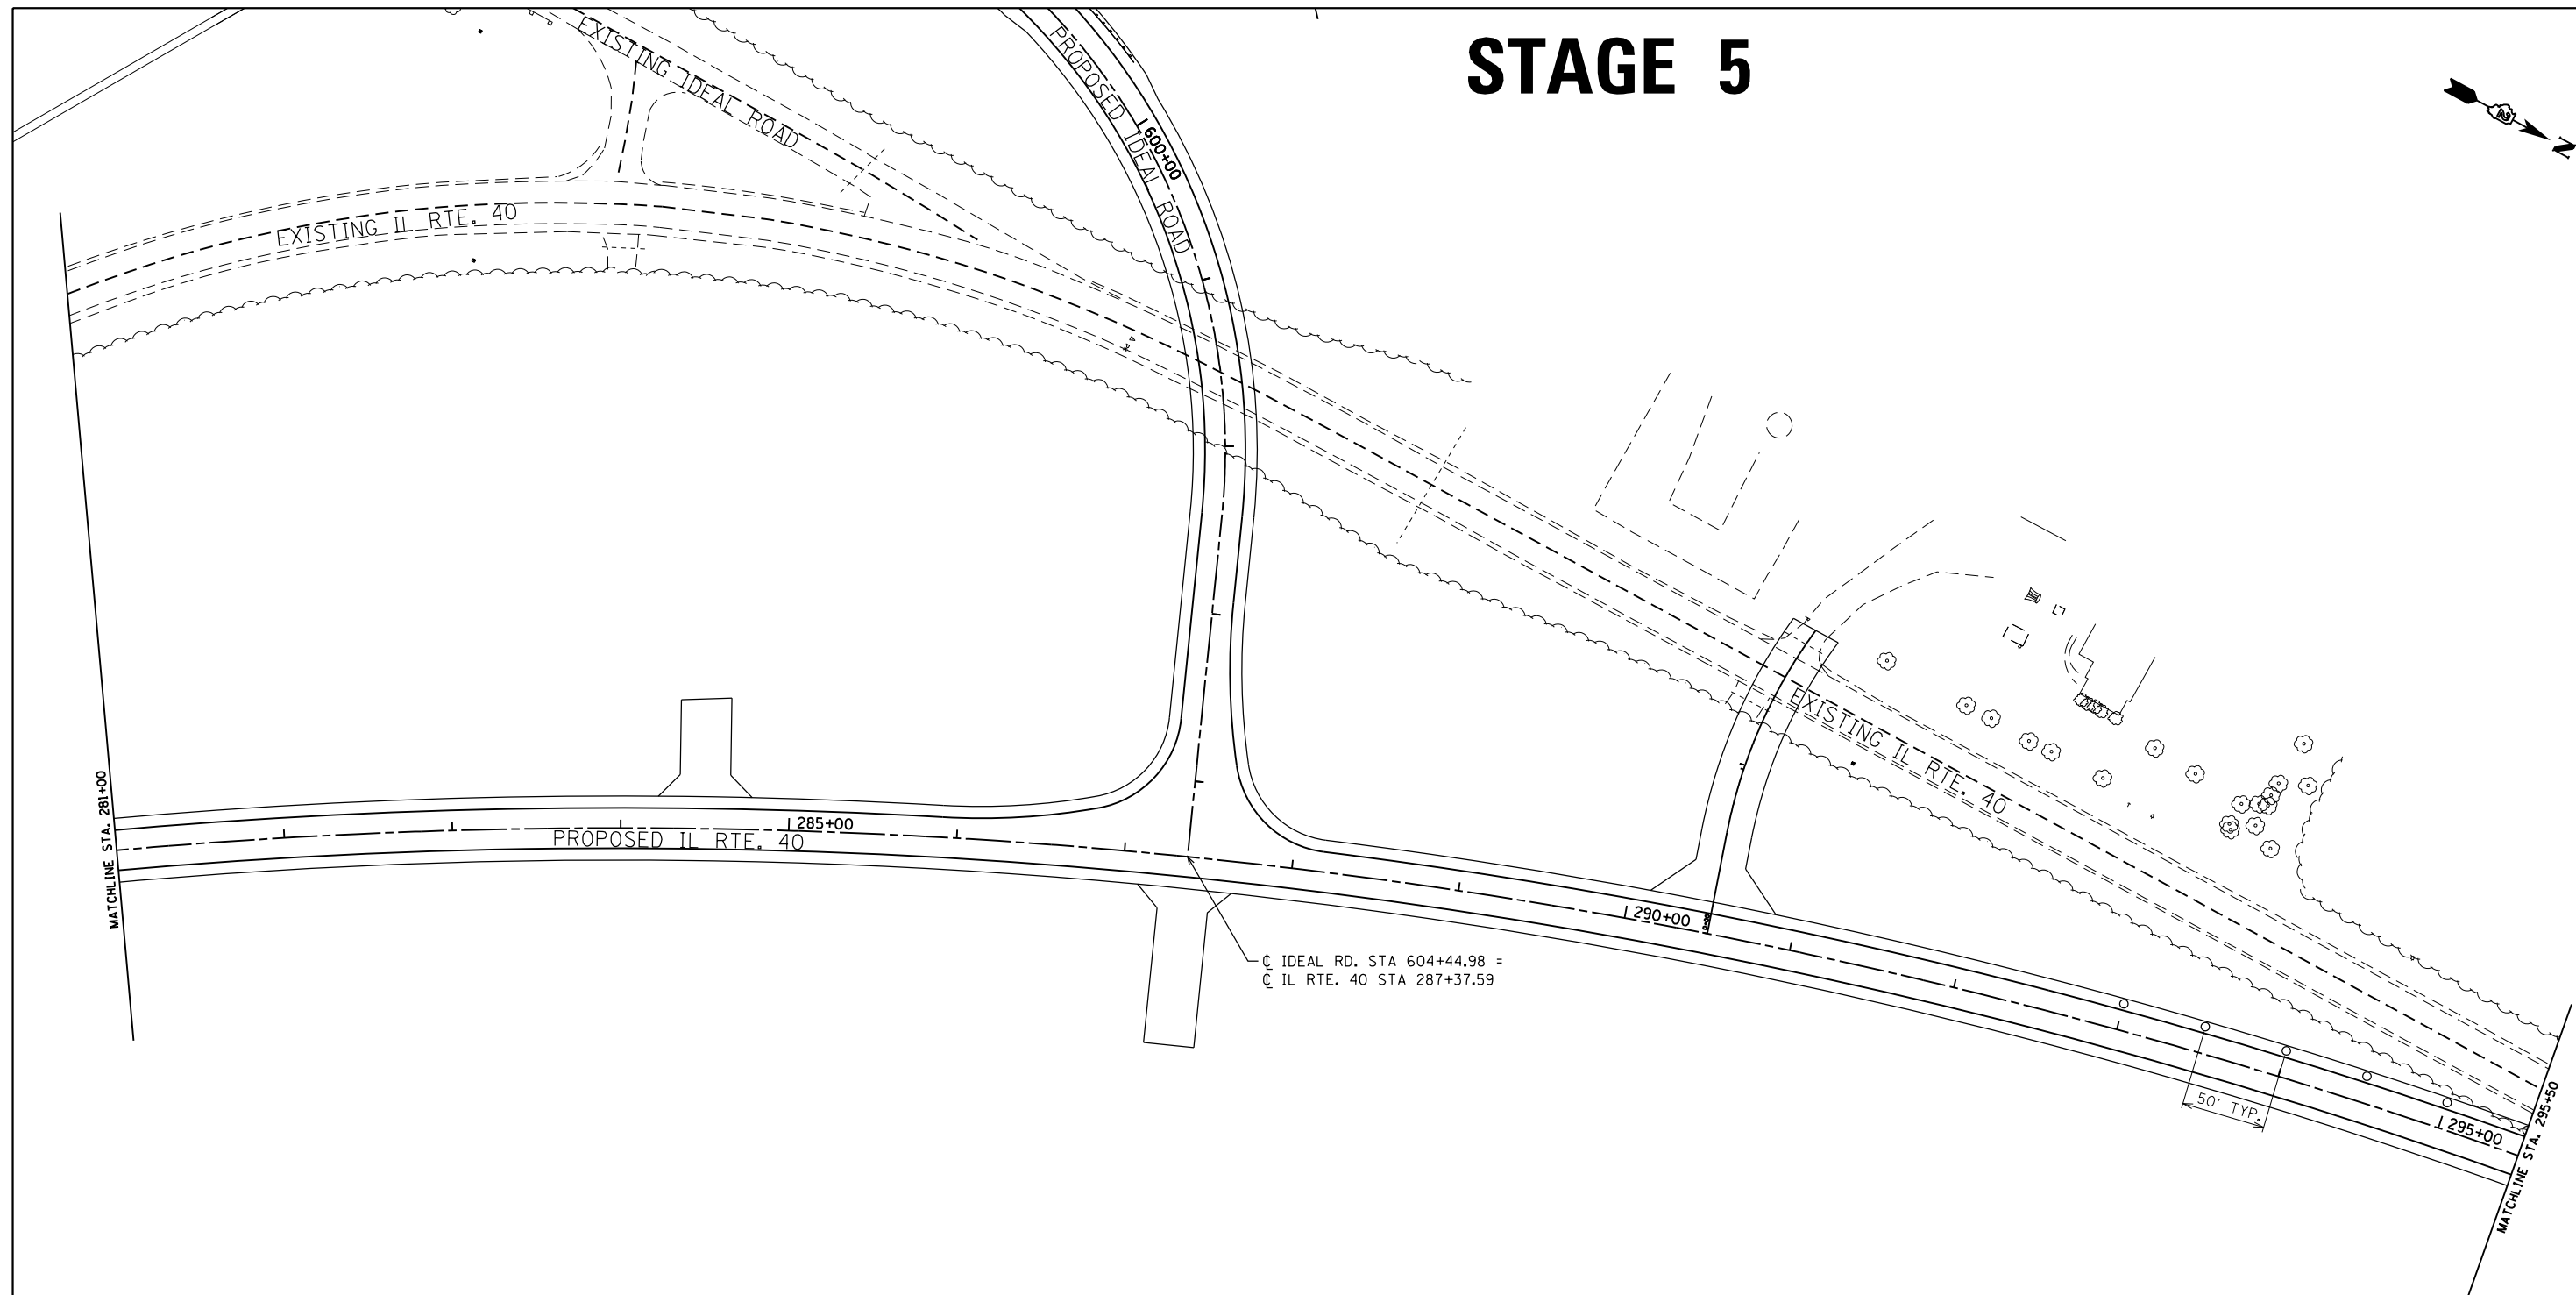 STAGE 5
N
EXISTING IDEAL ROAD
PROPOSED IDEAL ROAD
600+00
EXISTING IL RTE. 40
MATCHLINE STA. 281+00
285+00
PROPOSED IL RTE. 40
EXISTING IL RTE. 40
290+00
0+00
℄ IDEAL RD. STA 604+44.98 =
℄ IL RTE. 40 STA 287+37.59
50' TYP.
295+00
MATCHLINE STA. 295+50